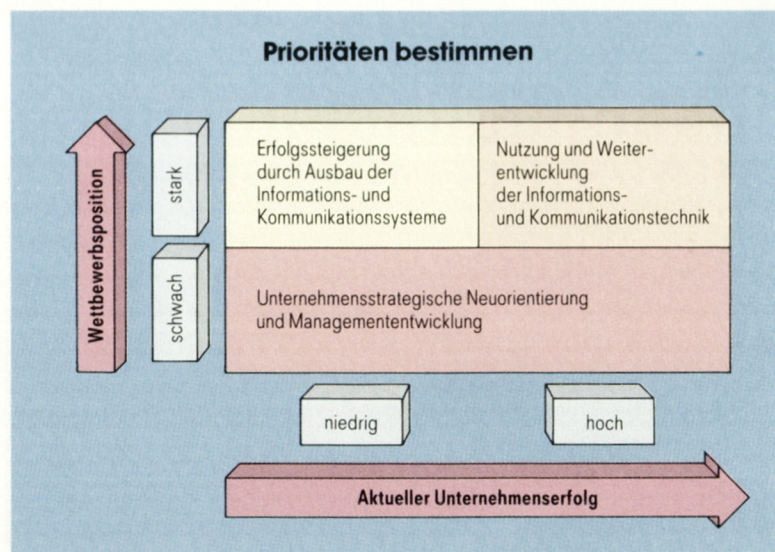 Prioritäten bestimmen
Wettbewerbsposition
stark
schwach
Erfolgssteigerung
durch Ausbau der
Informations- und
Kommunikationssysteme
Nutzung und Weiter-
entwicklung
der Informations-
und Kommunikationstechnik
Unternehmensstrategische Neuorientierung
und Managemententwicklung
niedrig
hoch
Aktueller Unternehmenserfolg